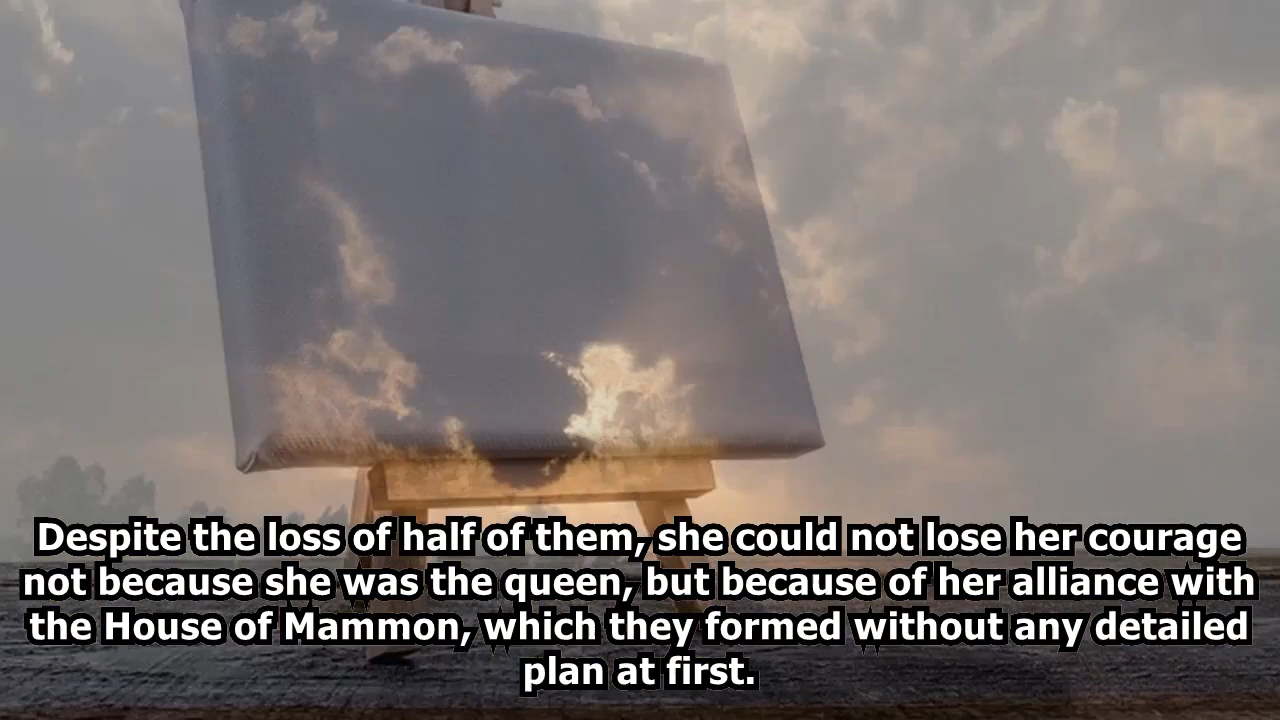 Despite the loss of half of them, she could not lose her courage
not because she was the queen, but because of her alliance with
the House of Mammon, which they formed without any detailed
plan at first.